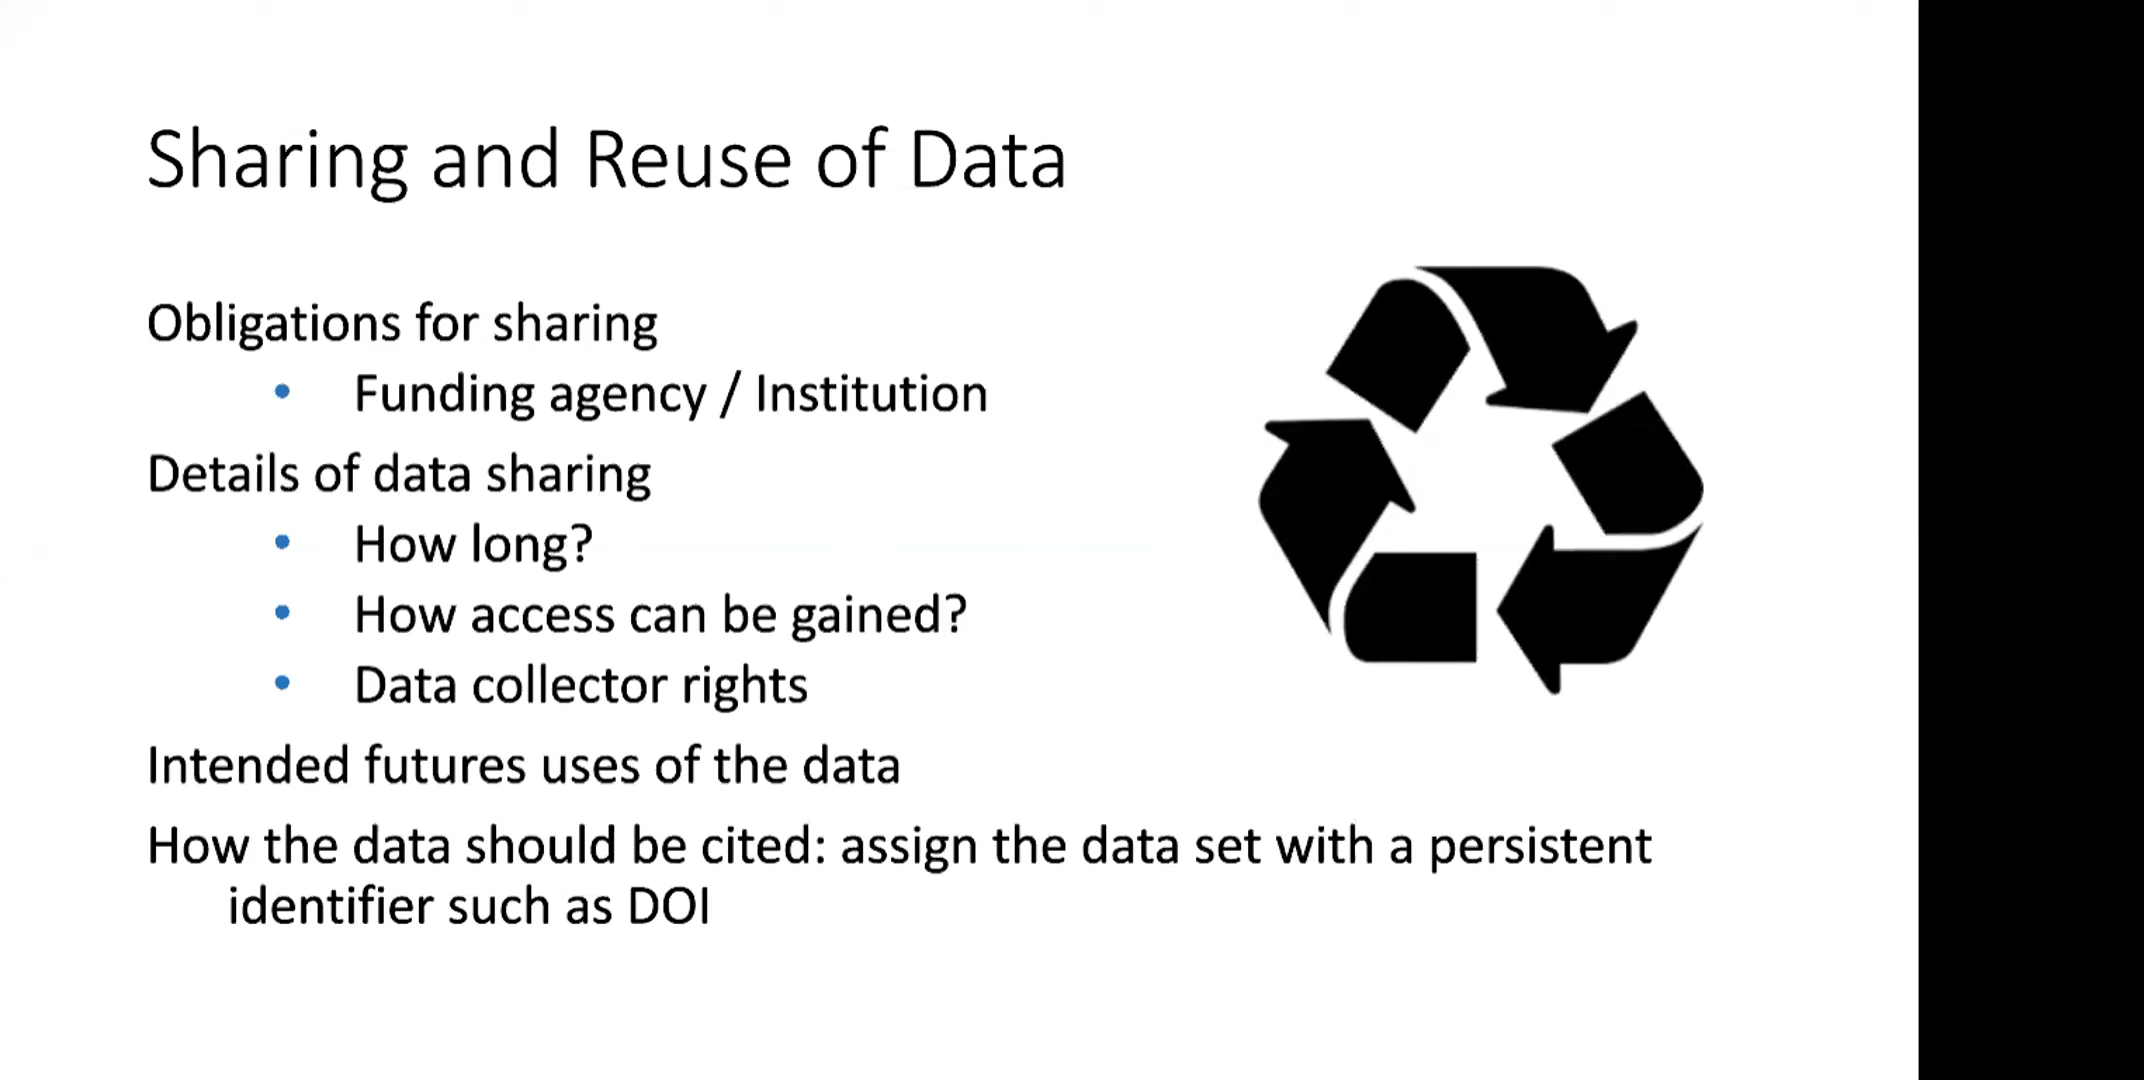 Sharing and Reuse of Data
Obligations for sharing
• Funding agency / Institution
Details of data sharing
• How long?
• How access can be gained?
• Data collector rights
Intended futures uses of the data
How the data should be cited: assign the data set with a persistent
identifier such as DOI